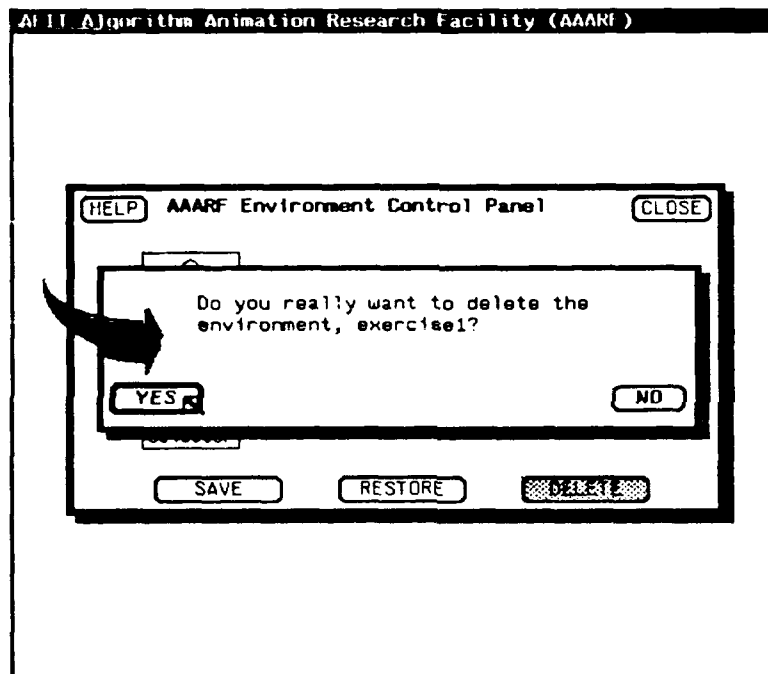 AFIT Algorithm Animation Research Facility (AAARF)
HELP AAARF Environment Control Panel CLOSE
Do you really want to delete the
environment, exercise1?
YES NO
SAVE RESTORE DELETE